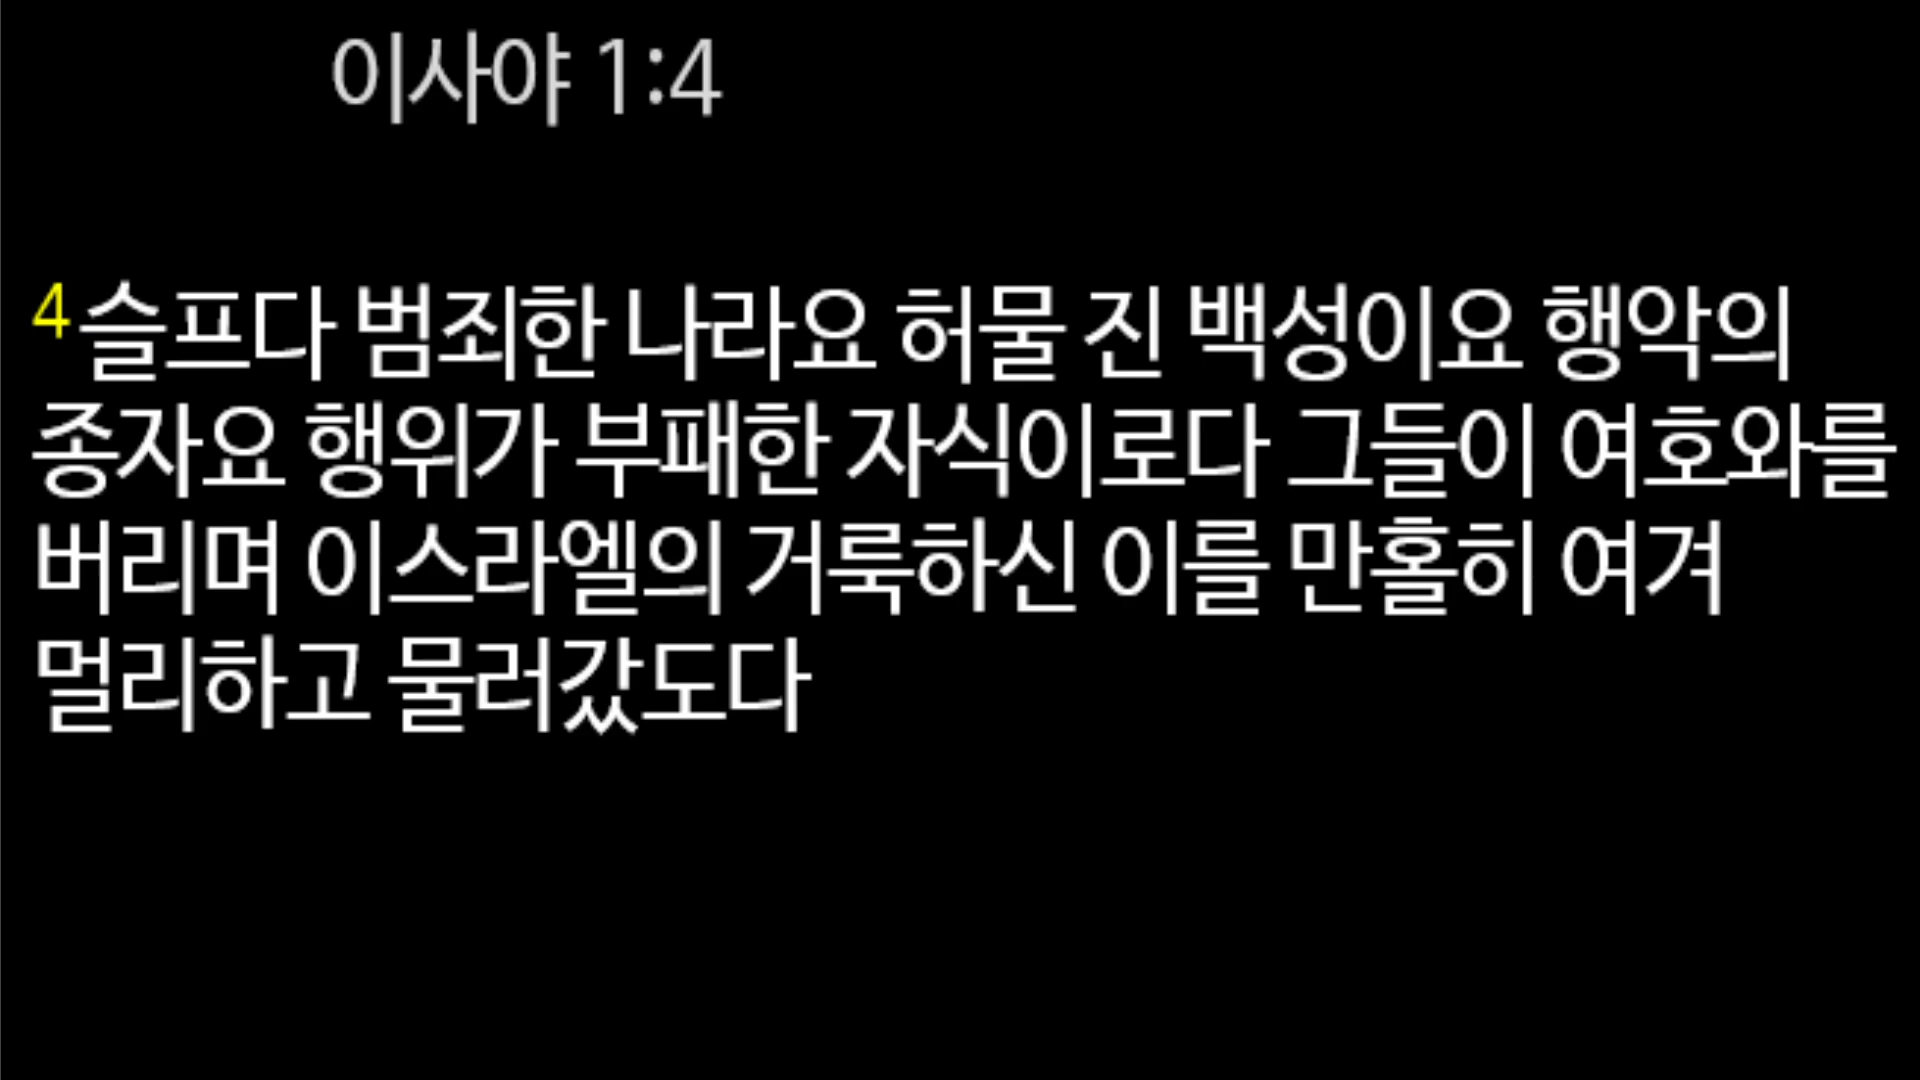 이사야 1:4
4 슬프다 범죄한 나라요 허물 진 백성이요 행악의
종자요 행위가 부패한 자식이로다 그들이 여호와를
버리며 이스라엘의 거룩하신 이를 만홀히 여겨
멀리하고 물러갔도다